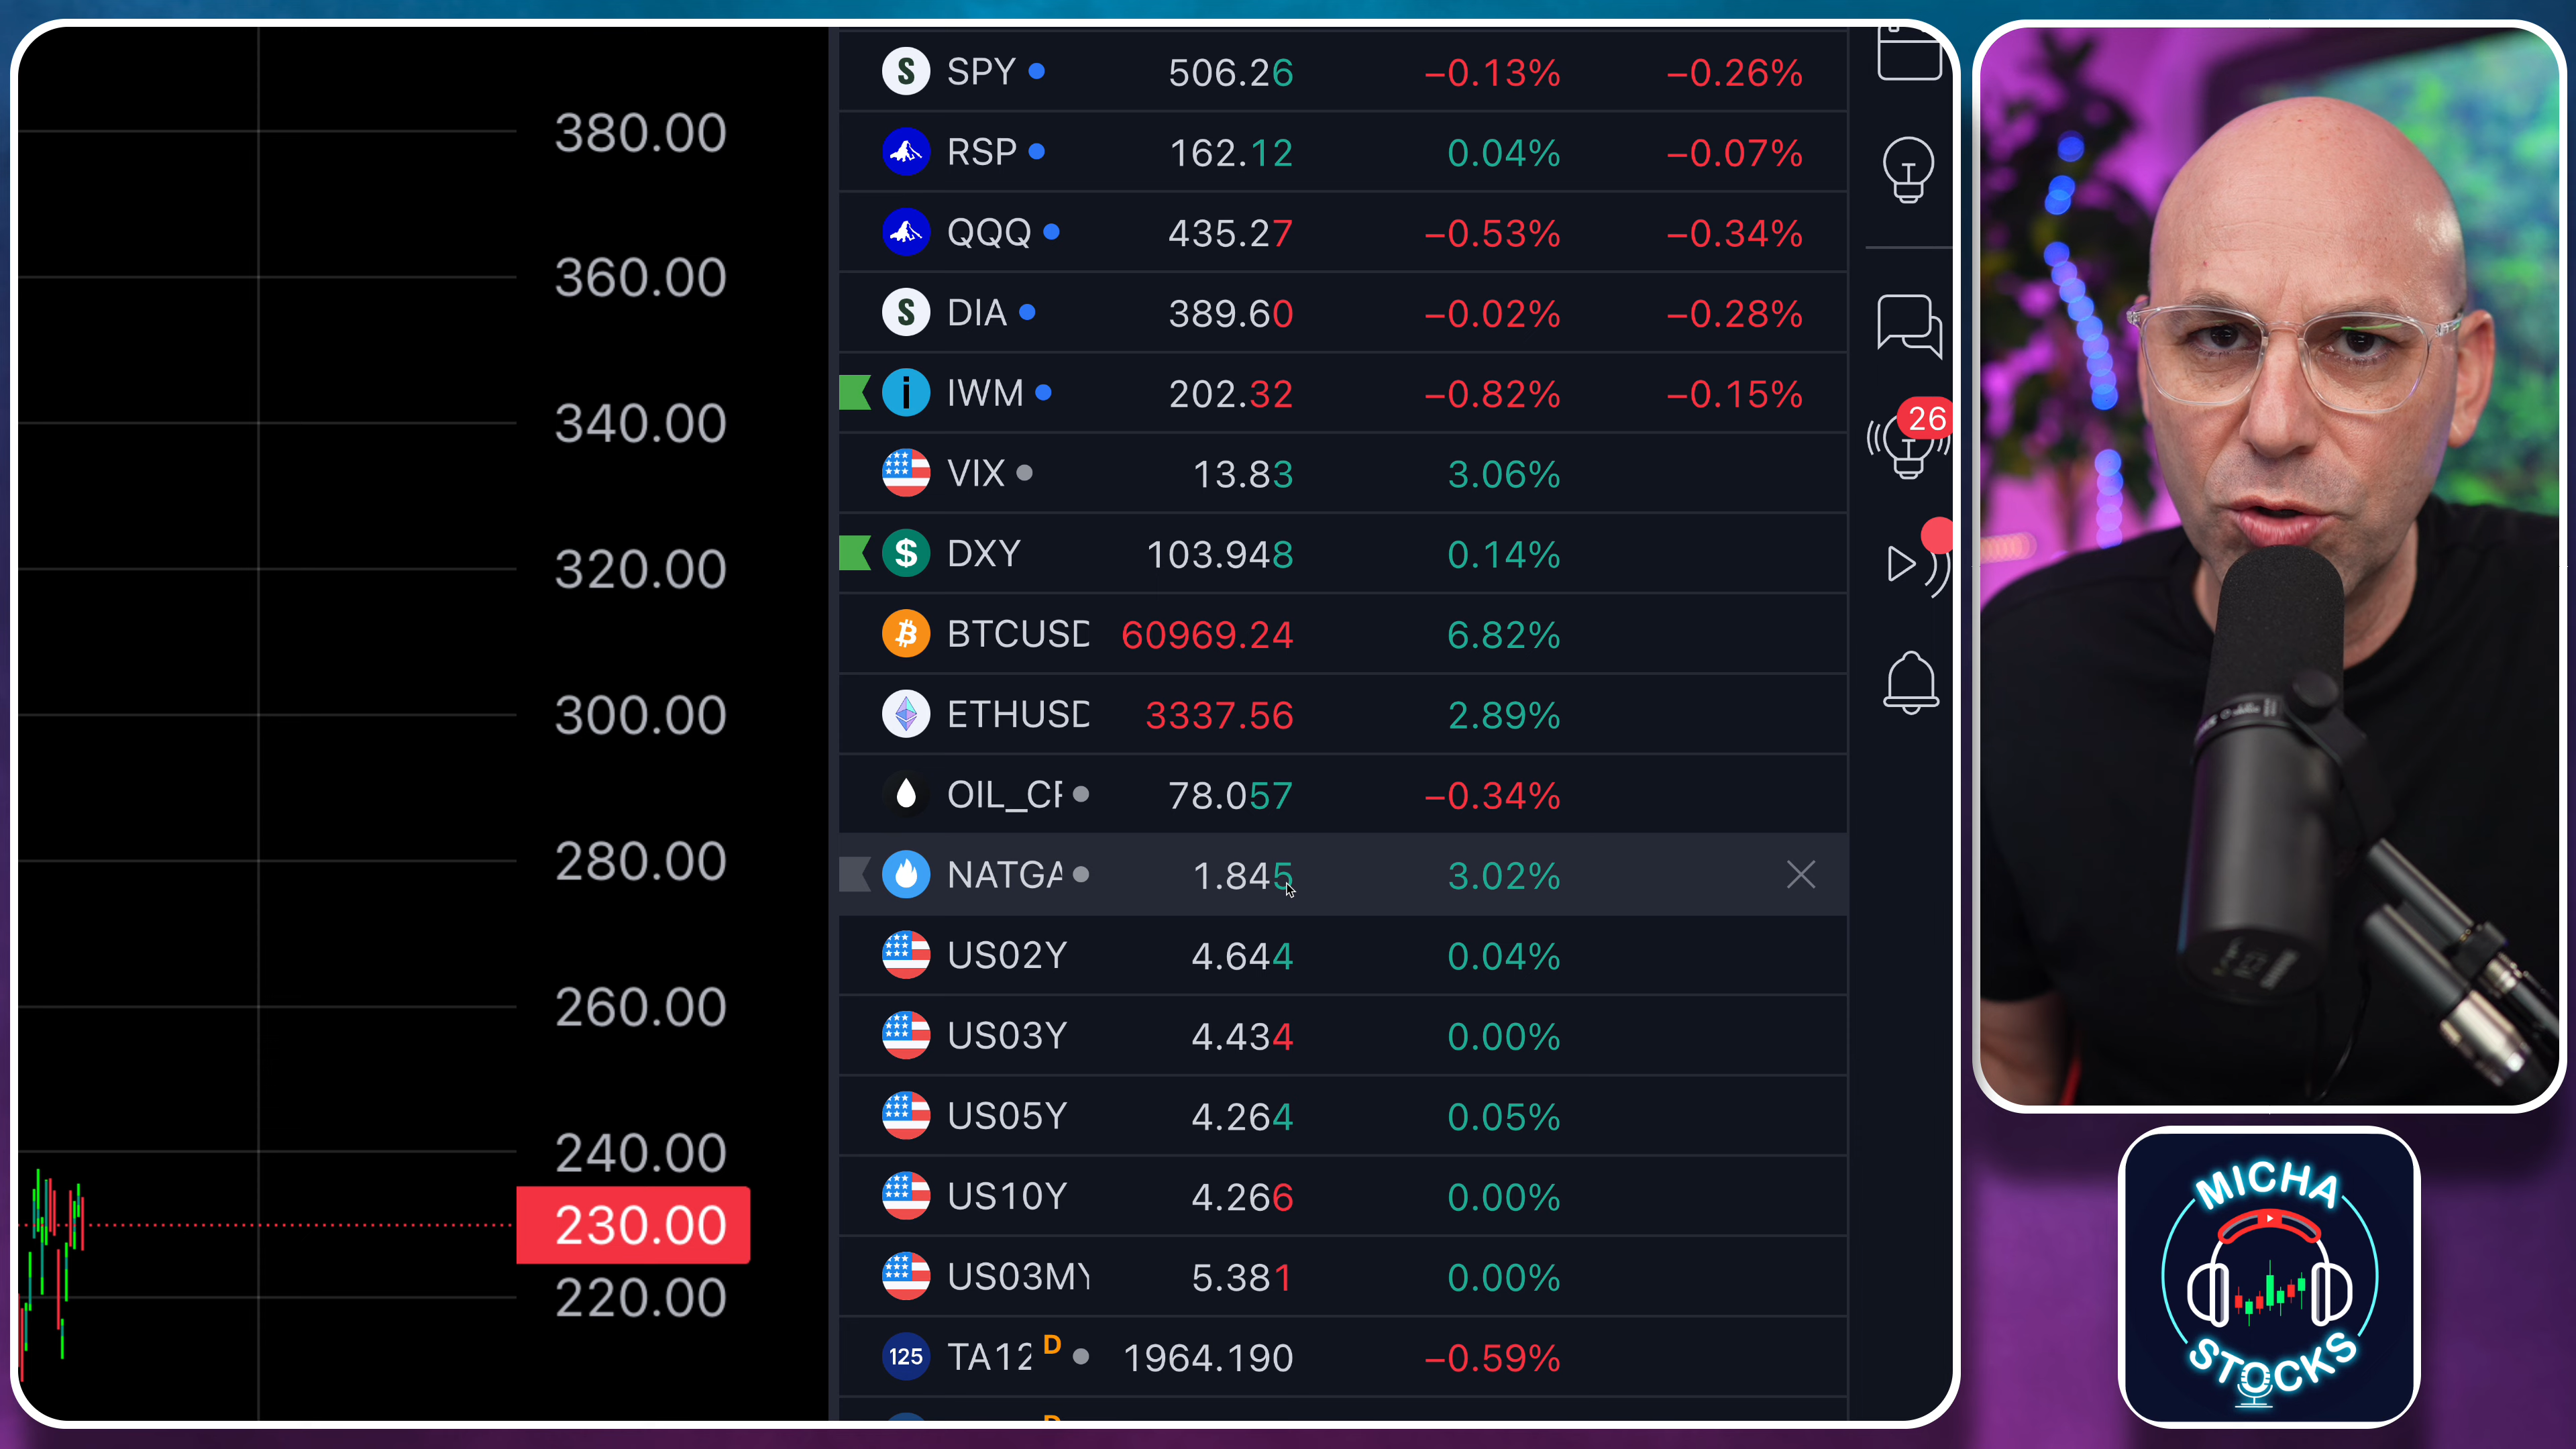 380.00
360.00
340.00
320.00
300.00
280.00
260.00
240.00
230.00
220.00
S SPY 506.26 −0.13% −0.26%
RSP 162.12 0.04% −0.07%
QQQ 435.27 −0.53% −0.34%
S DIA 389.60 −0.02% −0.28%
i IWM 202.32 −0.82% −0.15%
VIX 13.83 3.06%
$ DXY 103.948 0.14%
BTCUSD 60969.24 6.82%
ETHUSD 3337.56 2.89%
OIL_CR 78.057 −0.34%
NATGA 1.845 3.02%
US02Y 4.644 0.04%
US03Y 4.434 0.00%
US05Y 4.264 0.05%
US10Y 4.266 0.00%
US03MY 5.381 0.00%
125 TA12 D 1964.190 −0.59%
26
MICHA
STOCKS